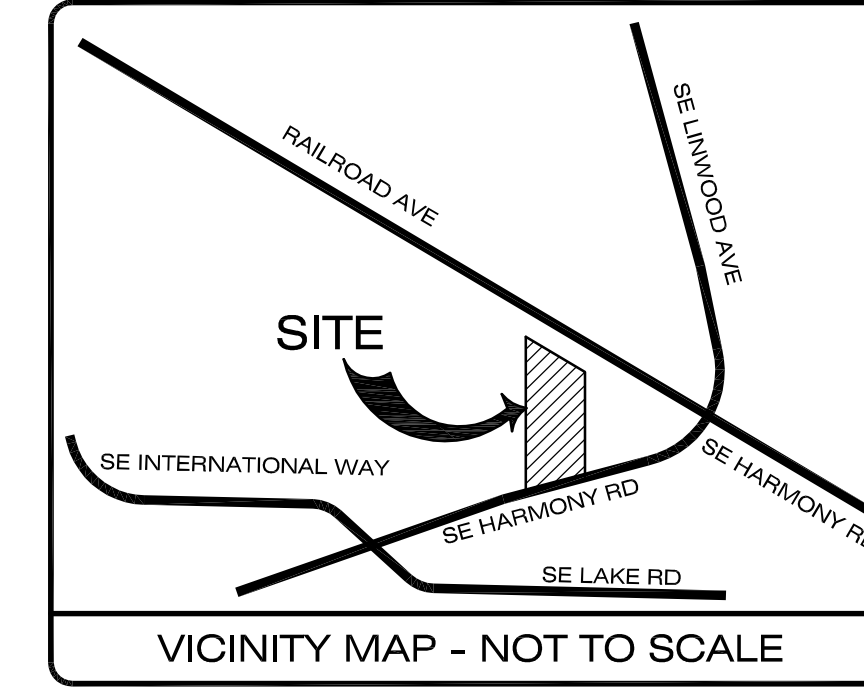 SE LINWOOD AVE
RAILROAD AVE
SITE
SE INTERNATIONAL WAY
SE HARMONY RD
SE HARMONY
SE LAKE RD
VICINITY MAP - NOT TO SCALE